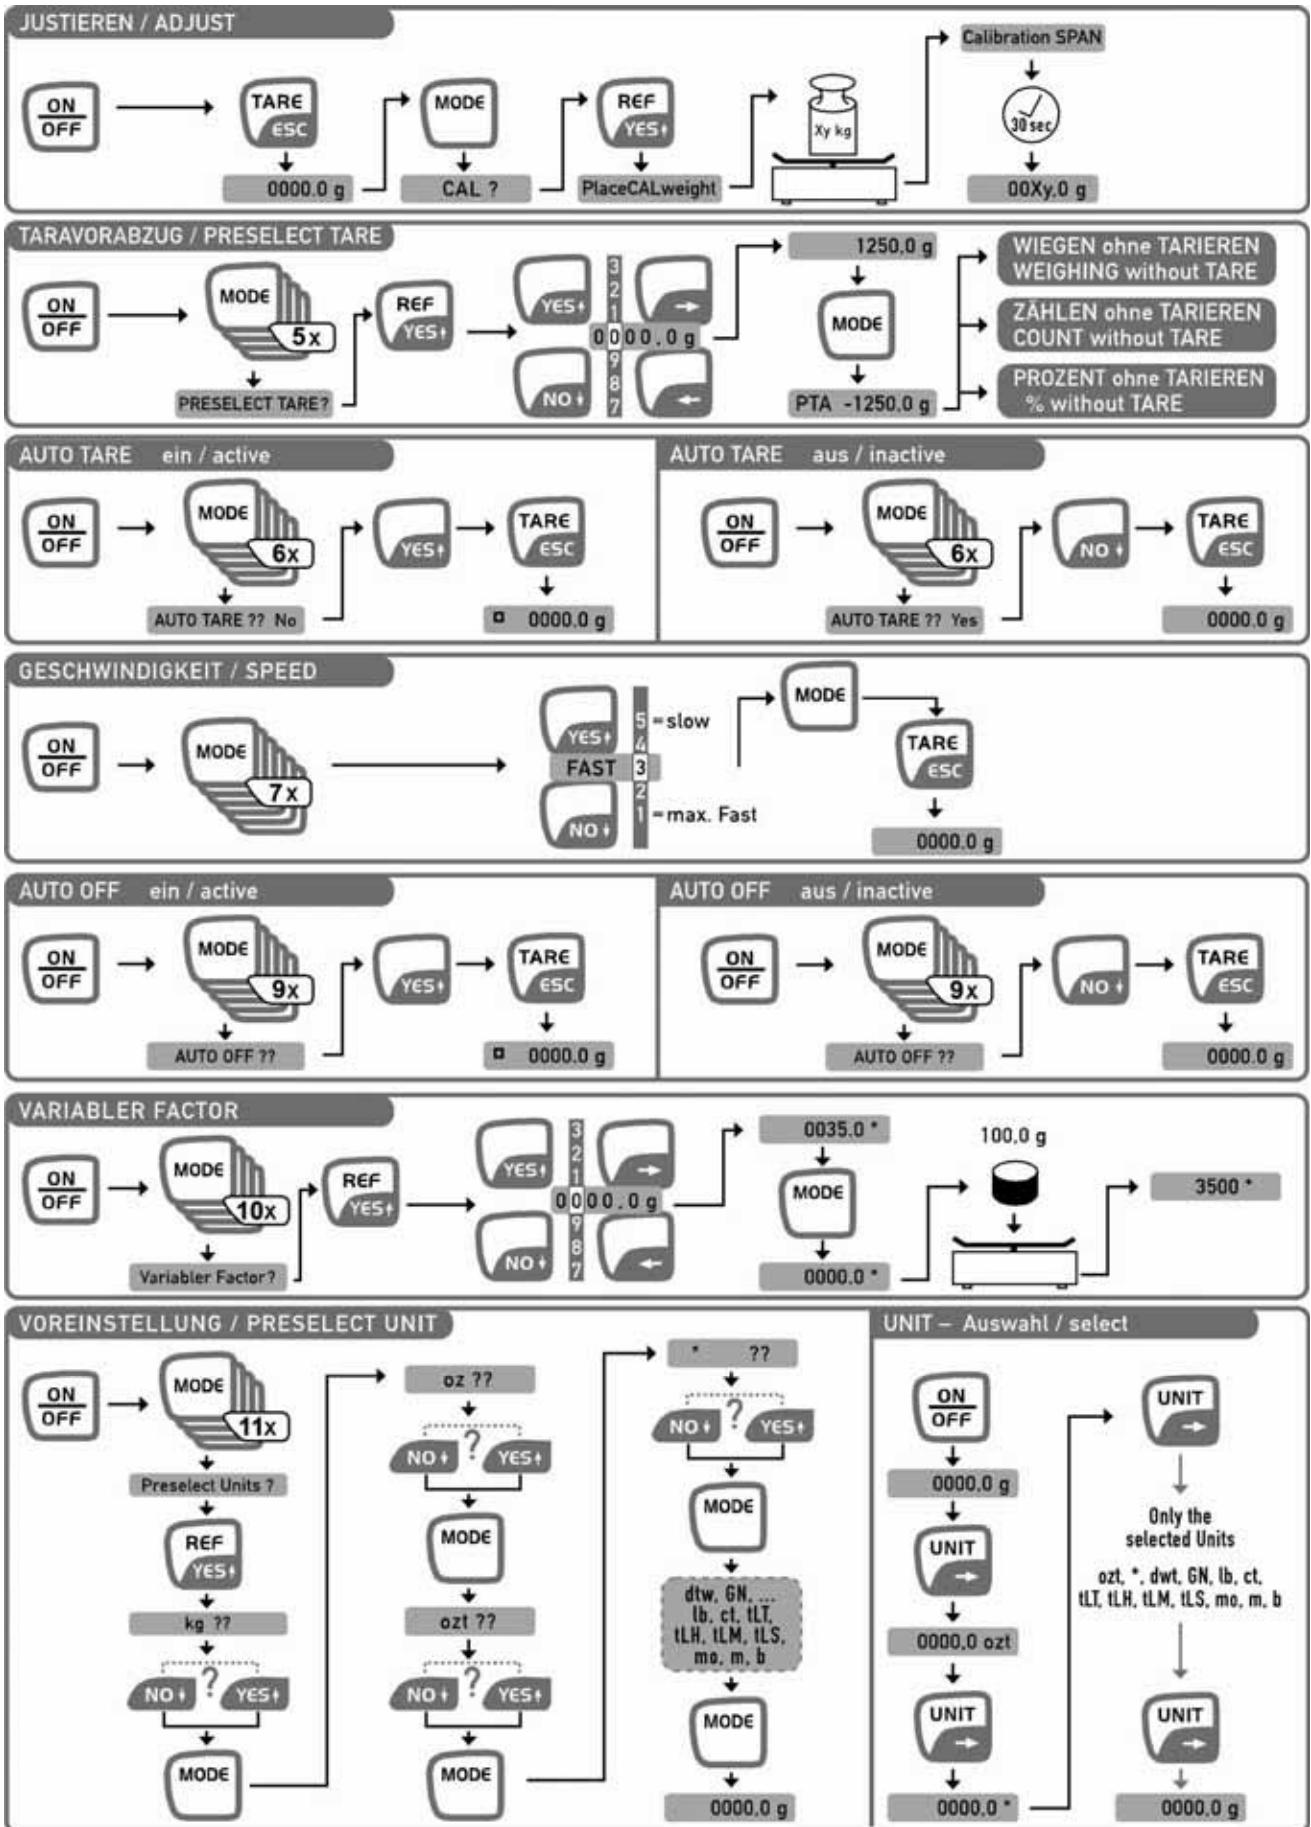 JUSTIEREN / ADJUST
ON
OFF
TARE
ESC
0000.0 g
MODE
CAL ?
REF
YES
PlaceCALweight
Xy kg
Calibration SPAN
30 sec
00Xy,0 g
TARAVORABZUG / PRESELECT TARE
ON
OFF
MODE
5x
PRESELECT TARE?
REF
YES
YES
NO
3
2
1
0000,0 g
9
8
7
1250,0 g
MODE
PTA -1250,0 g
WIEGEN ohne TARIEREN
WEIGHING without TARE
ZÄHLEN ohne TARIEREN
COUNT without TARE
PROZENT ohne TARIEREN
% without TARE
AUTO TARE ein / active
ON
OFF
MODE
6x
AUTO TARE ?? No
YES
TARE
ESC
0000,0 g
AUTO TARE aus / inactive
ON
OFF
MODE
6x
AUTO TARE ?? Yes
NO
TARE
ESC
0000,0 g
GESCHWINDIGKEIT / SPEED
ON
OFF
MODE
7x
YES
NO
5 = slow
4
FAST 3
2
1 = max. Fast
MODE
TARE
ESC
0000.0 g
AUTO OFF ein / active
ON
OFF
MODE
9x
AUTO OFF ??
YES
TARE
ESC
0000.0 g
AUTO OFF aus / inactive
ON
OFF
MODE
9x
AUTO OFF ??
NO
TARE
ESC
0000.0 g
VARIABLER FACTOR
ON
OFF
MODE
10x
Variabler Factor?
REF
YES
YES
NO
3
2
1
0000,0 g
9
8
7
0035.0 *
MODE
0000.0 *
100,0 g
3500 *
VOREINSTELLUNG / PRESELECT UNIT
ON
OFF
MODE
11x
Preselect Units ?
REF
YES
kg ??
NO ? YES
MODE
oz ??
NO ? YES
MODE
ozt ??
NO ? YES
MODE
* ??
NO ? YES
MODE
dtw, GN, ...
lb, ct, tLT,
tLH, tLM, tLS,
mo, m, b
MODE
0000,0 g
UNIT – Auswahl / select
ON
OFF
0000,0 g
UNIT
0000,0 ozt
UNIT
0000,0 *
UNIT
Only the
selected Units
ozt, *, dwt, GN, lb, ct,
tLT, tLH, tLM, tLS, mo, m, b
UNIT
0000,0 g